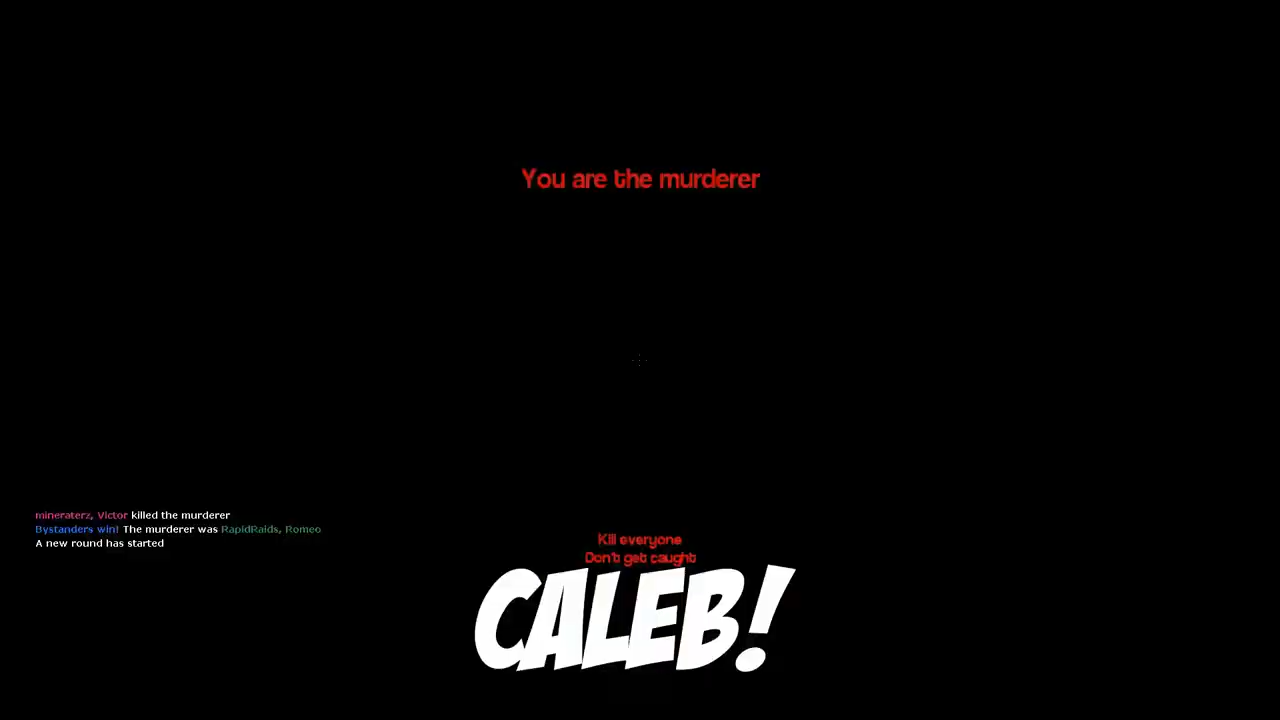 You are the murderer
mineraterz, Victor killed the murderer
Bystanders win! The murderer was RapidRaids, Romeo
A new round has started
Kill everyone
Don't get caught
CALEB!